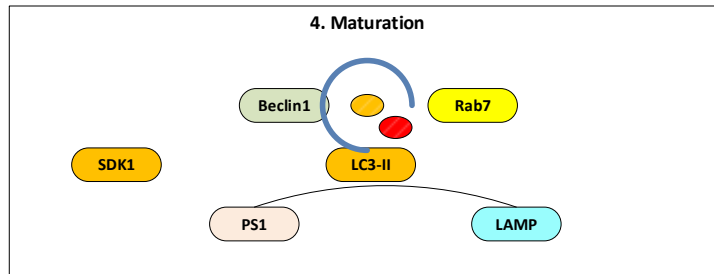 4. Maturation
Beclin1
Rab7
SDK1
LC3-II
PS1
LAMP